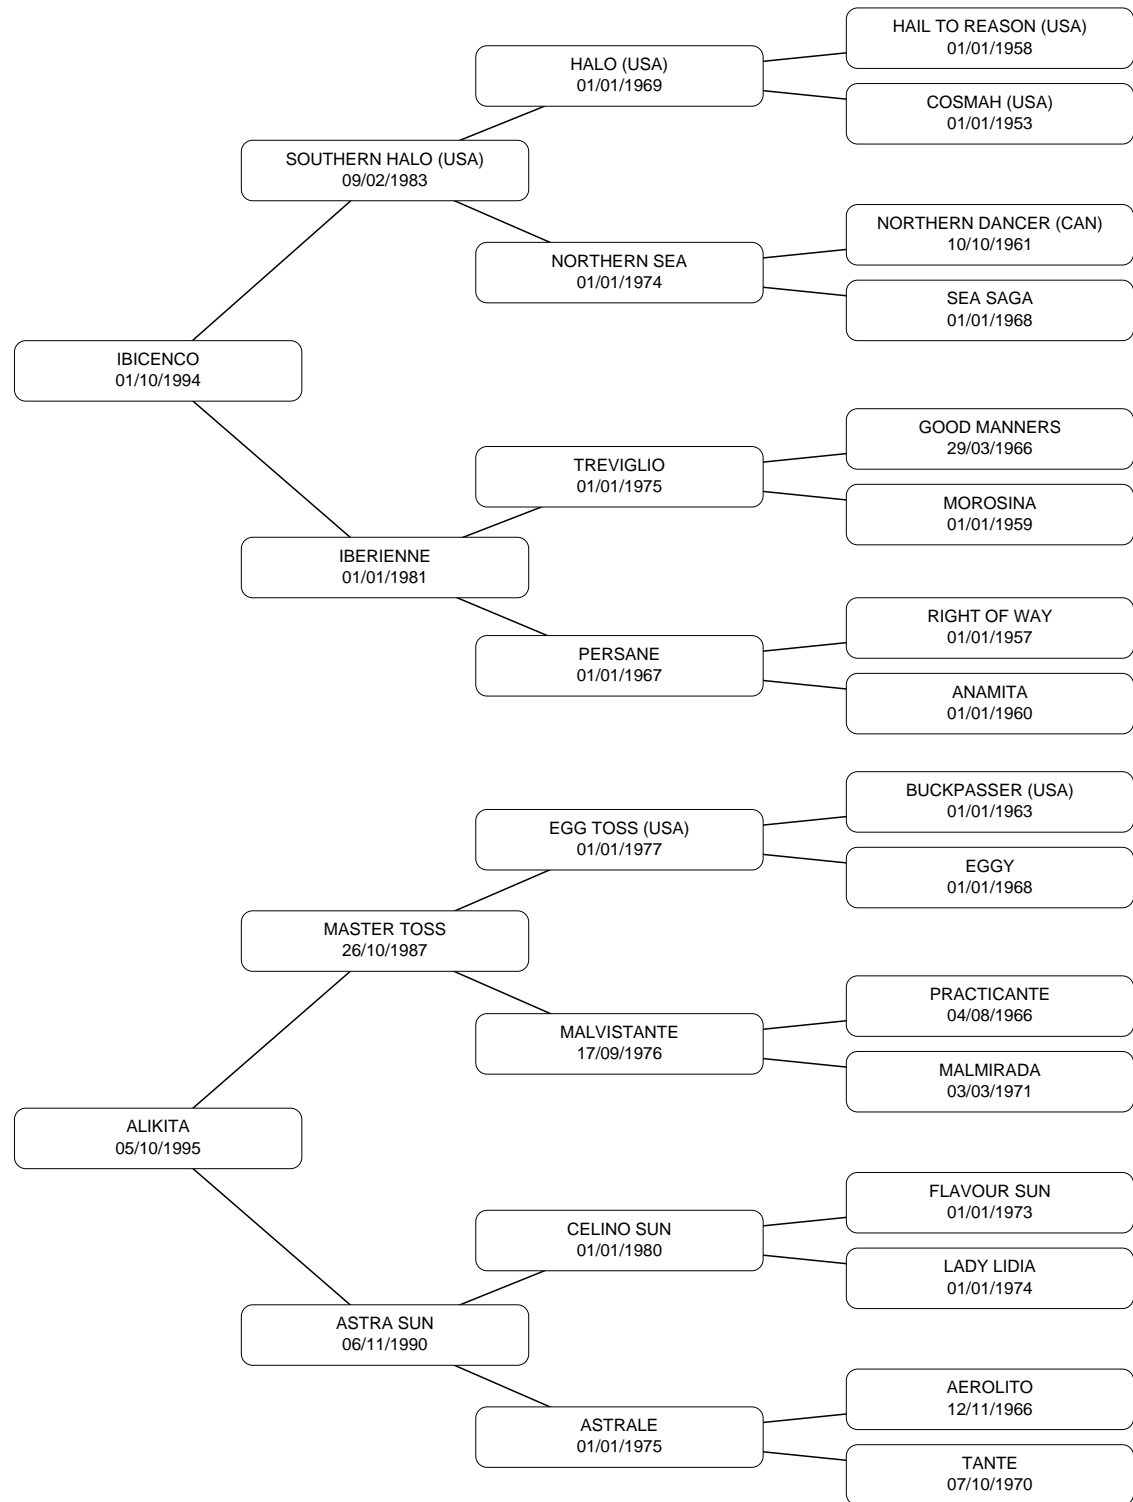 HAIL TO REASON (USA)
01/01/1958
HALO (USA)
01/01/1969
COSMAH (USA)
01/01/1953
SOUTHERN HALO (USA)
09/02/1983
NORTHERN DANCER (CAN)
10/10/1961
NORTHERN SEA
01/01/1974
SEA SAGA
01/01/1968
IBICENCO
01/10/1994
GOOD MANNERS
29/03/1966
TREVIGLIO
01/01/1975
MOROSINA
01/01/1959
IBERIENNE
01/01/1981
RIGHT OF WAY
01/01/1957
PERSANE
01/01/1967
ANAMITA
01/01/1960
BUCKPASSER (USA)
01/01/1963
EGG TOSS (USA)
01/01/1977
EGGY
01/01/1968
MASTER TOSS
26/10/1987
PRACTICANTE
04/08/1966
MALVISTANTE
17/09/1976
MALMIRADA
03/03/1971
ALIKITA
05/10/1995
FLAVOUR SUN
01/01/1973
CELINO SUN
01/01/1980
LADY LIDIA
01/01/1974
ASTRA SUN
06/11/1990
AEROLITO
12/11/1966
ASTRALE
01/01/1975
TANTE
07/10/1970